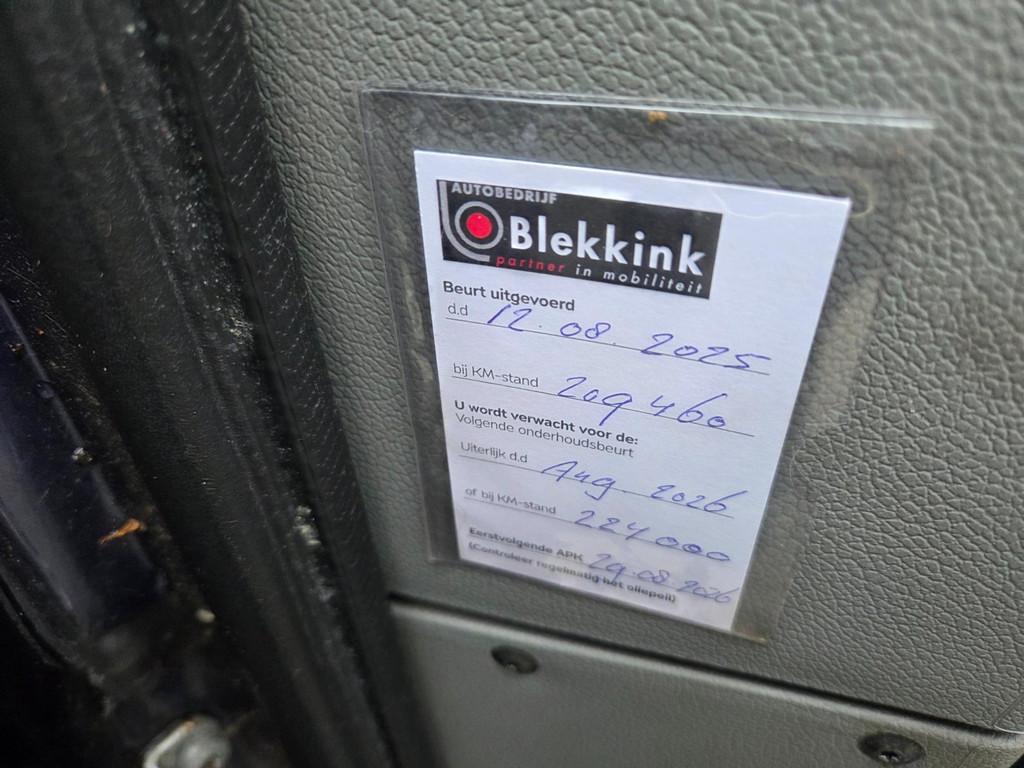 AUTOBEDRIJF
Blekkink
partner in mobiliteit
Beurt uitgevoerd
d.d 12.08.2025
bij KM-stand 209460
U wordt verwacht voor de:
Volgende onderhoudsbeurt
Uiterlijk d.d Aug. 2026
of bij KM-stand 224000
Eerstvolgende APK 29.08.2026
(Controleer regelmatig het oliepeil)